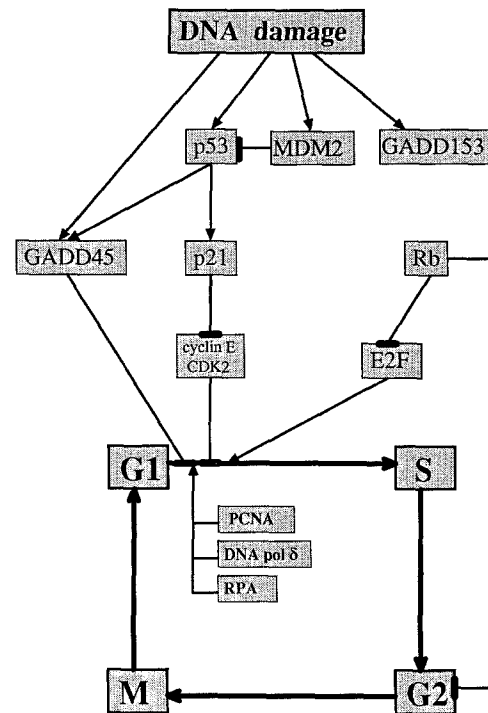 DNA damage
p53
MDM2
GADD153
GADD45
p21
Rb
cyclin E
CDK2
E2F
G1
S
PCNA
DNA pol δ
RPA
M
G2